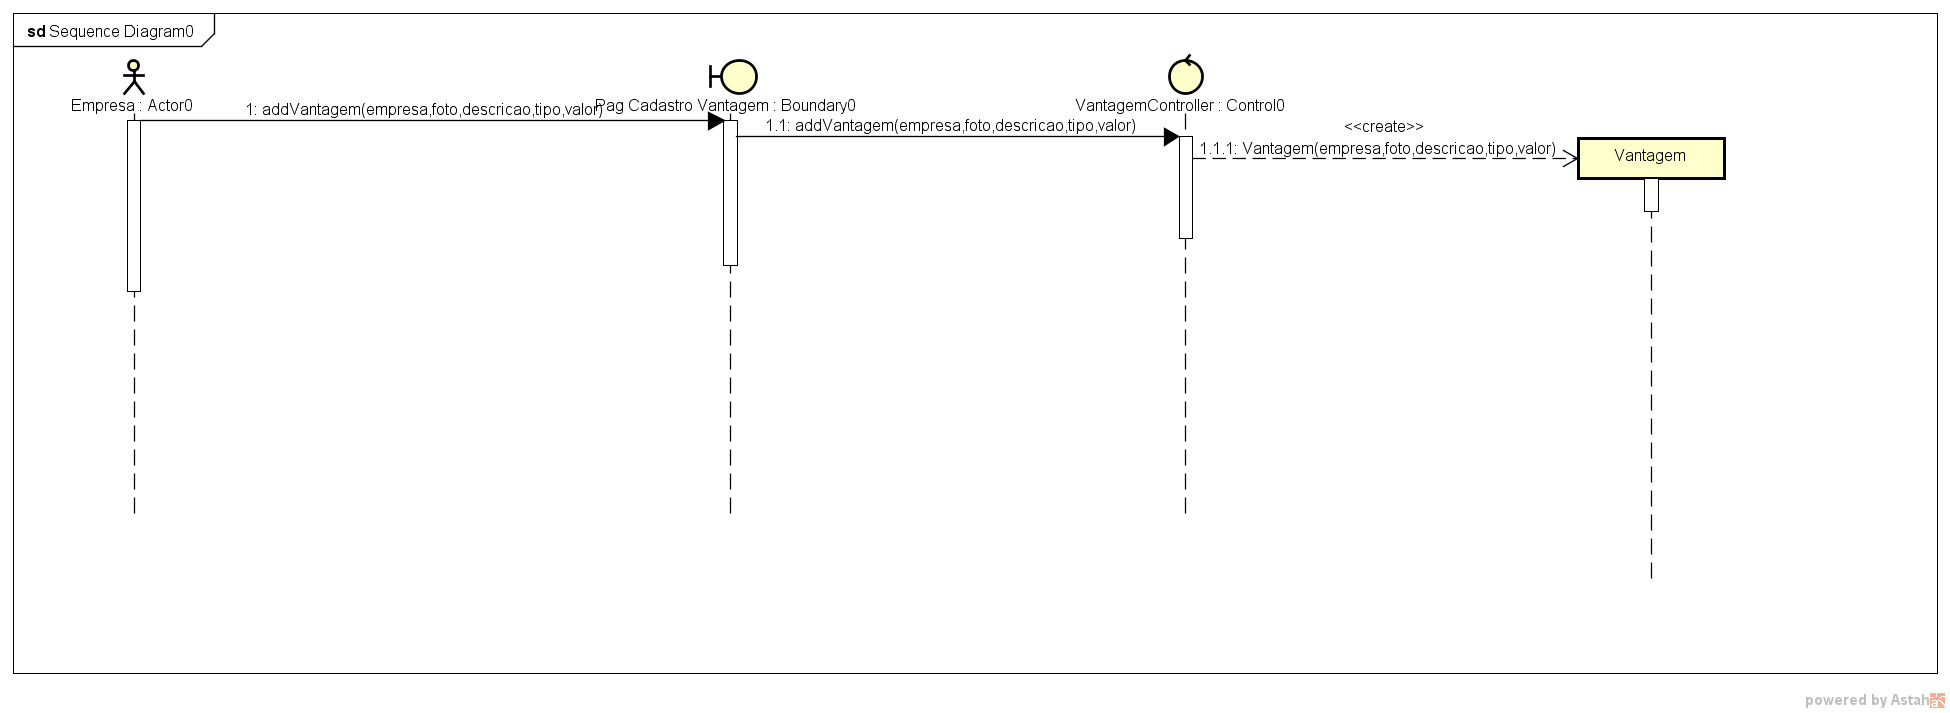 sd Sequence Diagram0
Empresa : Actor0
Pag Cadastro Vantagem : Boundary0
VantagemController : Control0
1: addVantagem(empresa,foto,descricao,tipo,valor)
1.1: addVantagem(empresa,foto,descricao,tipo,valor)
<<create>>
1.1.1: Vantagem(empresa,foto,descricao,tipo,valor)
Vantagem
powered by Astah